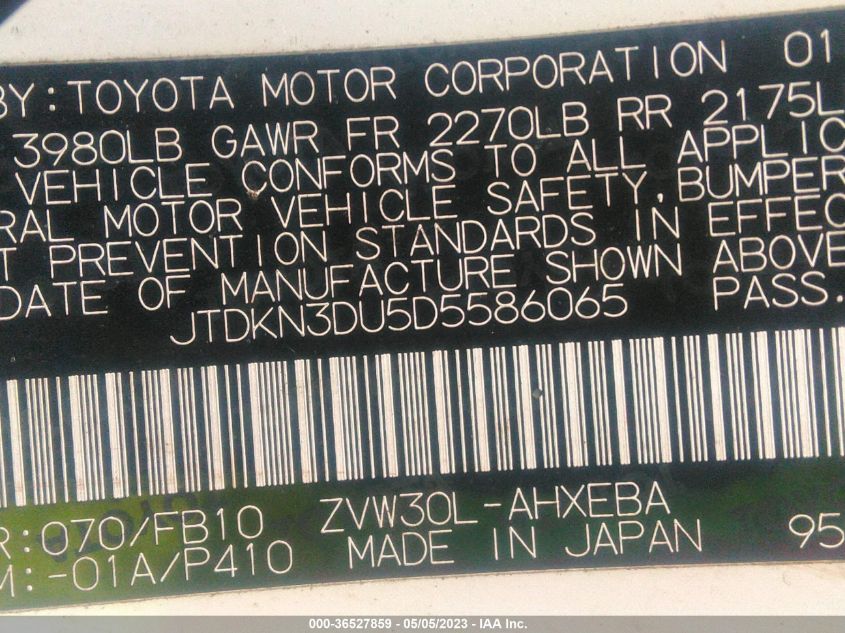 BY: TOYOTA MOTOR CORPORATION 01
3980LB GAWR FR 2270LB RR 2175L
VEHICLE CONFORMS TO ALL APPLIC
RAL MOTOR VEHICLE SAFETY, BUMPER
T PREVENTION STANDARDS IN EFFEC
DATE OF MANUFACTURE SHOWN ABOVE
JTDKN3DU5D5586065 PASS.
R: 070/FB10 ZVW30L-AHXEBA
M: -01A/P410 MADE IN JAPAN 95
000-36527859 — 05/05/2023 — IAA Inc.